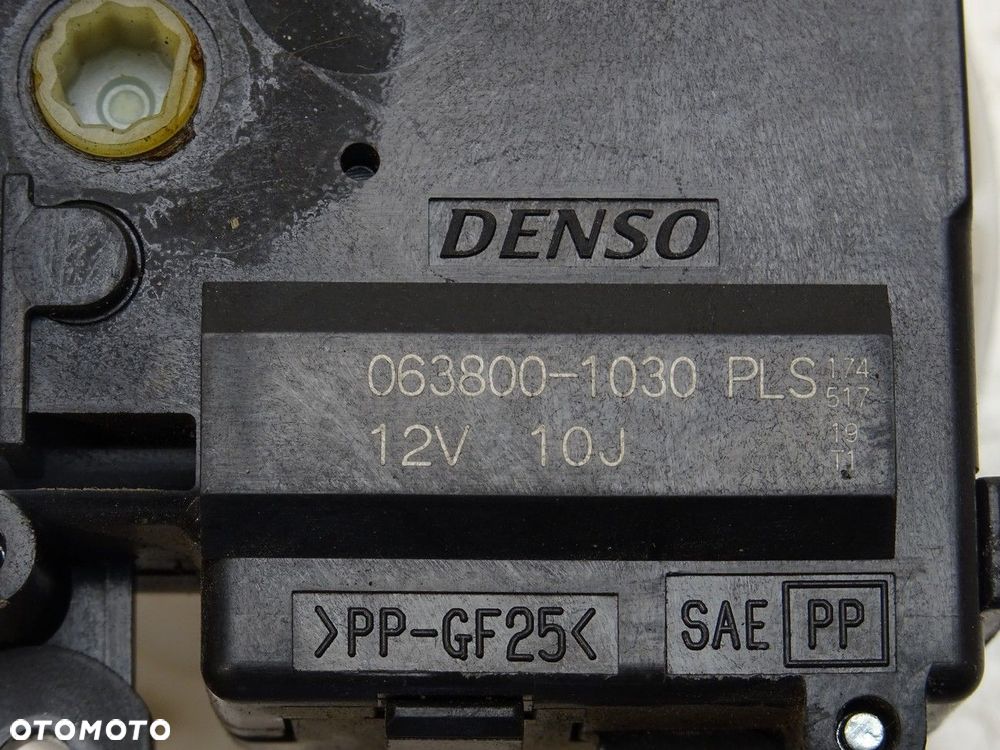 DENSO
063800-1030 PLS 174
517
12V 10J 19
T1
>PP-GF25<
SAE PP
OTOMOTO